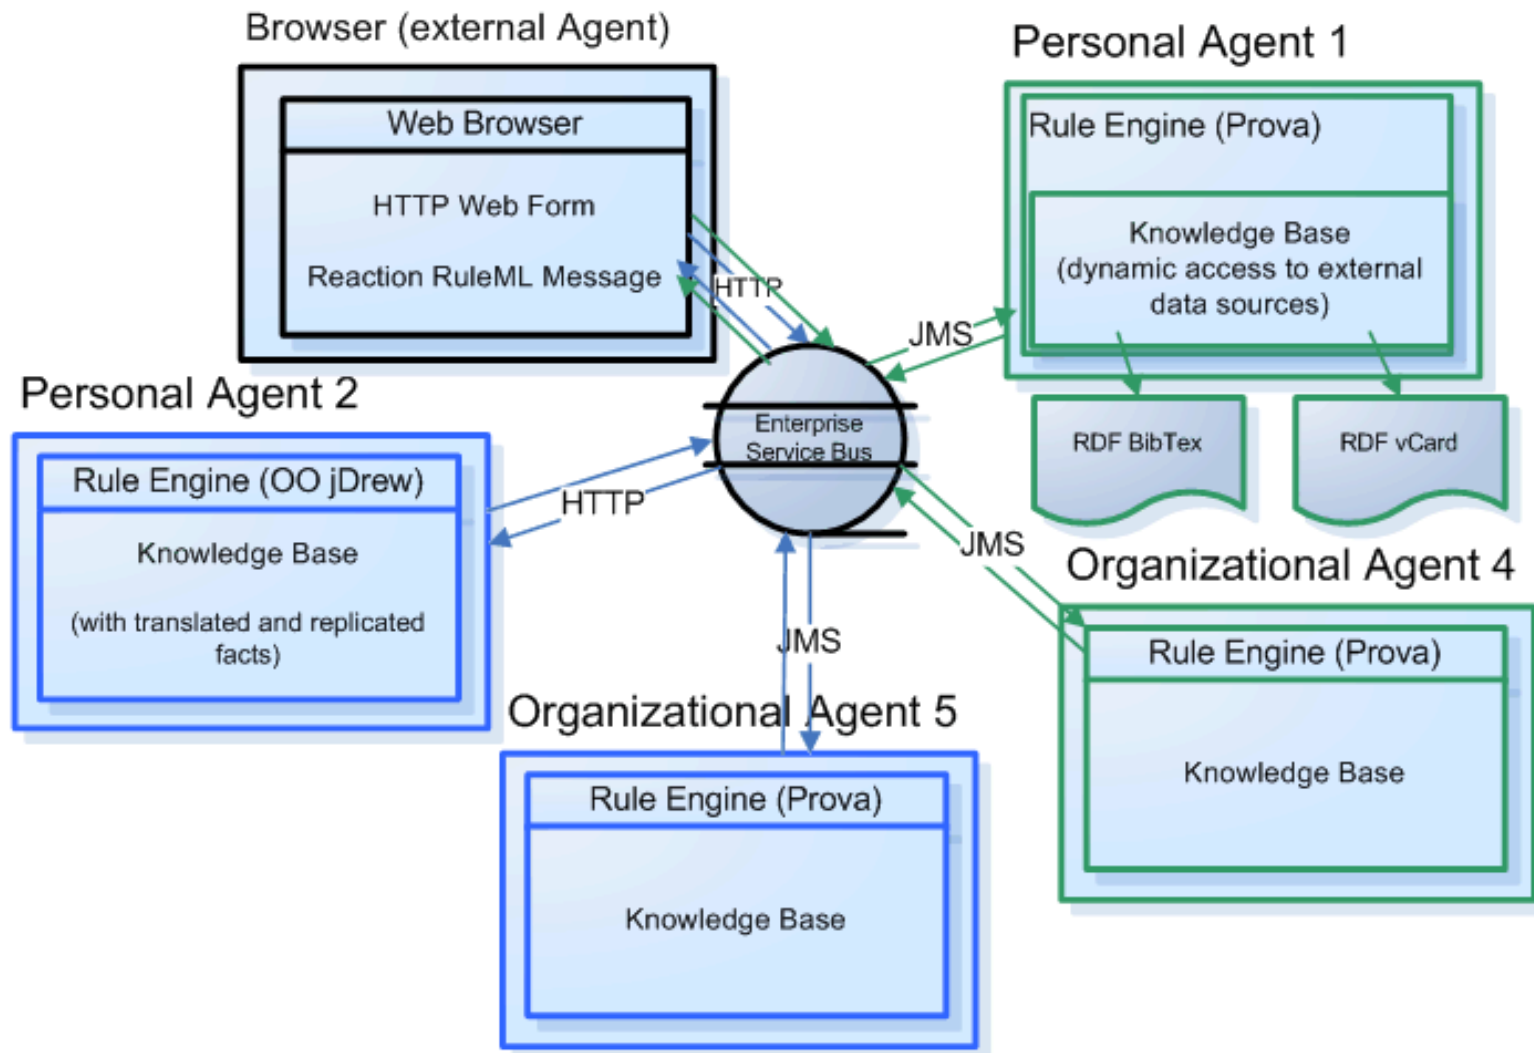 Browser (external Agent)
Web Browser
HTTP Web Form
Reaction RuleML Message
HTTP
Personal Agent 1
Rule Engine (Prova)
Knowledge Base
(dynamic access to external
data sources)
JMS
RDF BibTex
RDF vCard
Personal Agent 2
Rule Engine (OO jDrew)
Knowledge Base
(with translated and replicated
facts)
HTTP
Enterprise
Service Bus
JMS
Organizational Agent 4
Rule Engine (Prova)
Knowledge Base
JMS
Organizational Agent 5
Rule Engine (Prova)
Knowledge Base